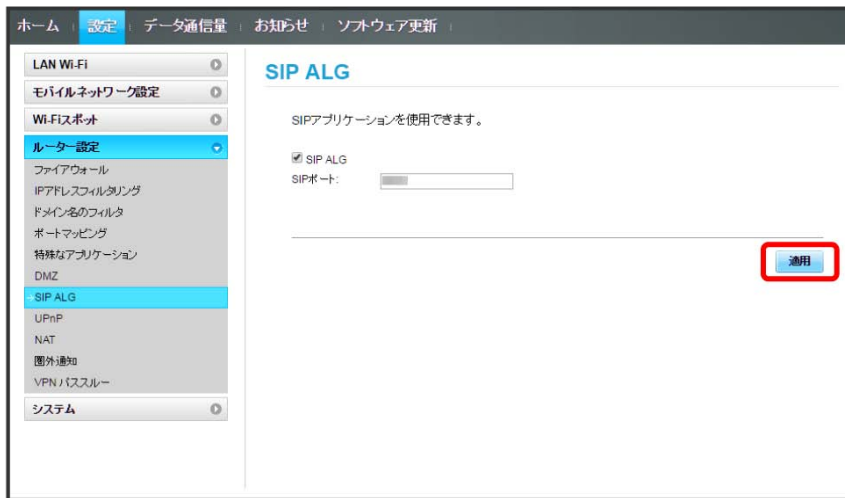 ホーム 設定 データ通信量 お知らせ ソフトウェア更新
LAN Wi-Fi
モバイルネットワーク設定
Wi-Fiスポット
ルーター設定
ファイアウォール
IPアドレスフィルタリング
ドメイン名のフィルタ
ポートマッピング
特殊なアプリケーション
DMZ
SIP ALG
UPnP
NAT
圏外通知
VPN パススルー
システム
SIP ALG
SIPアプリケーションを使用できます。
SIP ALG
SIPポート:
適用